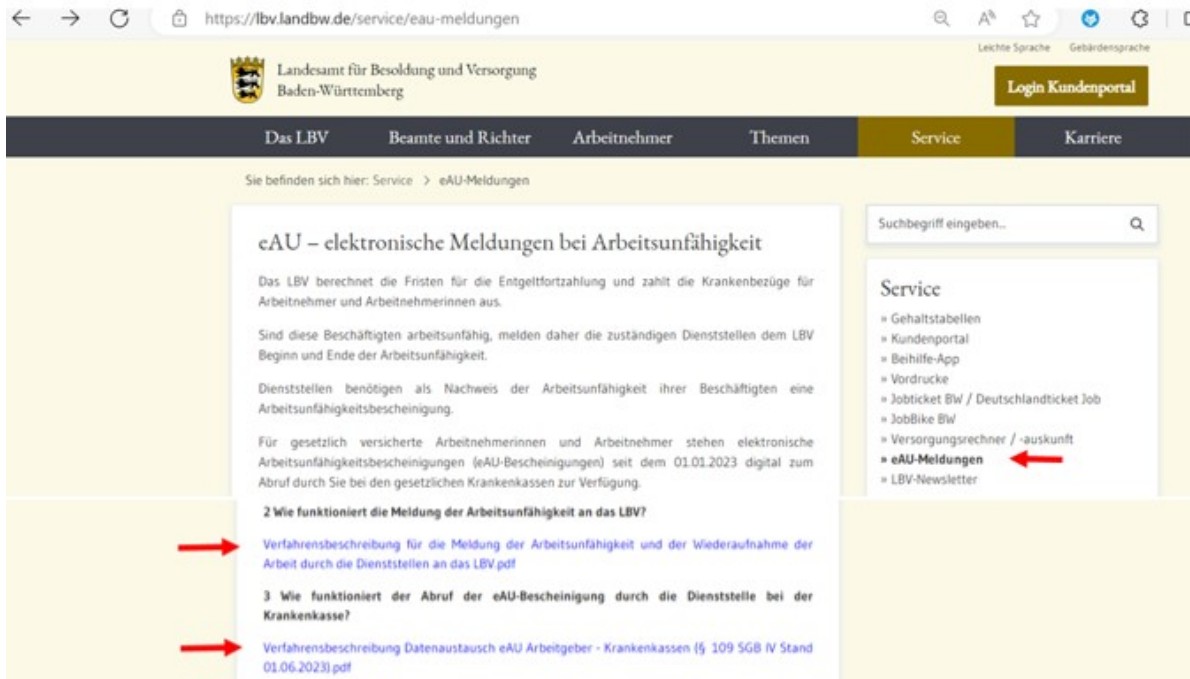 https://lbv.landbw.de/service/eau-meldungen
Leichte Sprache Gebärdensprache
Landesamt für Besoldung und Versorgung
Baden-Württemberg
Login Kundenportal
Das LBV Beamte und Richter Arbeitnehmer Themen Service Karriere
Sie befinden sich hier: Service > eAU-Meldungen
eAU – elektronische Meldungen bei Arbeitsunfähigkeit
Das LBV berechnet die Fristen für die Entgeltfortzahlung und zahlt die Krankenbezüge für
Arbeitnehmer und Arbeitnehmerinnen aus.
Sind diese Beschäftigten arbeitsunfähig, melden daher die zuständigen Dienststellen dem LBV
Beginn und Ende der Arbeitsunfähigkeit.
Dienststellen benötigen als Nachweis der Arbeitsunfähigkeit ihrer Beschäftigten eine
Arbeitsunfähigkeitsbescheinigung.
Für gesetzlich versicherte Arbeitnehmerinnen und Arbeitnehmer stehen elektronische
Arbeitsunfähigkeitsbescheinigungen (eAU-Bescheinigungen) seit dem 01.01.2023 digital zum
Abruf durch Sie bei den gesetzlichen Krankenkassen zur Verfügung.
2 Wie funktioniert die Meldung der Arbeitsunfähigkeit an das LBV?
Verfahrensbeschreibung für die Meldung der Arbeitsunfähigkeit und der Wiederaufnahme der
Arbeit durch die Dienststellen an das LBV.pdf
3 Wie funktioniert der Abruf der eAU-Bescheinigung durch die Dienststelle bei der
Krankenkasse?
Verfahrensbeschreibung Datenaustausch eAU Arbeitgeber - Krankenkassen (§ 109 SGB IV Stand
01.06.2023).pdf
Suchbegriff eingeben...
Service
» Gehaltstabellen
» Kundenportal
» Beihilfe-App
» Vordrucke
» Jobticket BW / Deutschlandticket Job
» JobBike BW
» Versorgungsrechner / -auskunft
» eAU-Meldungen
» LBV-Newsletter